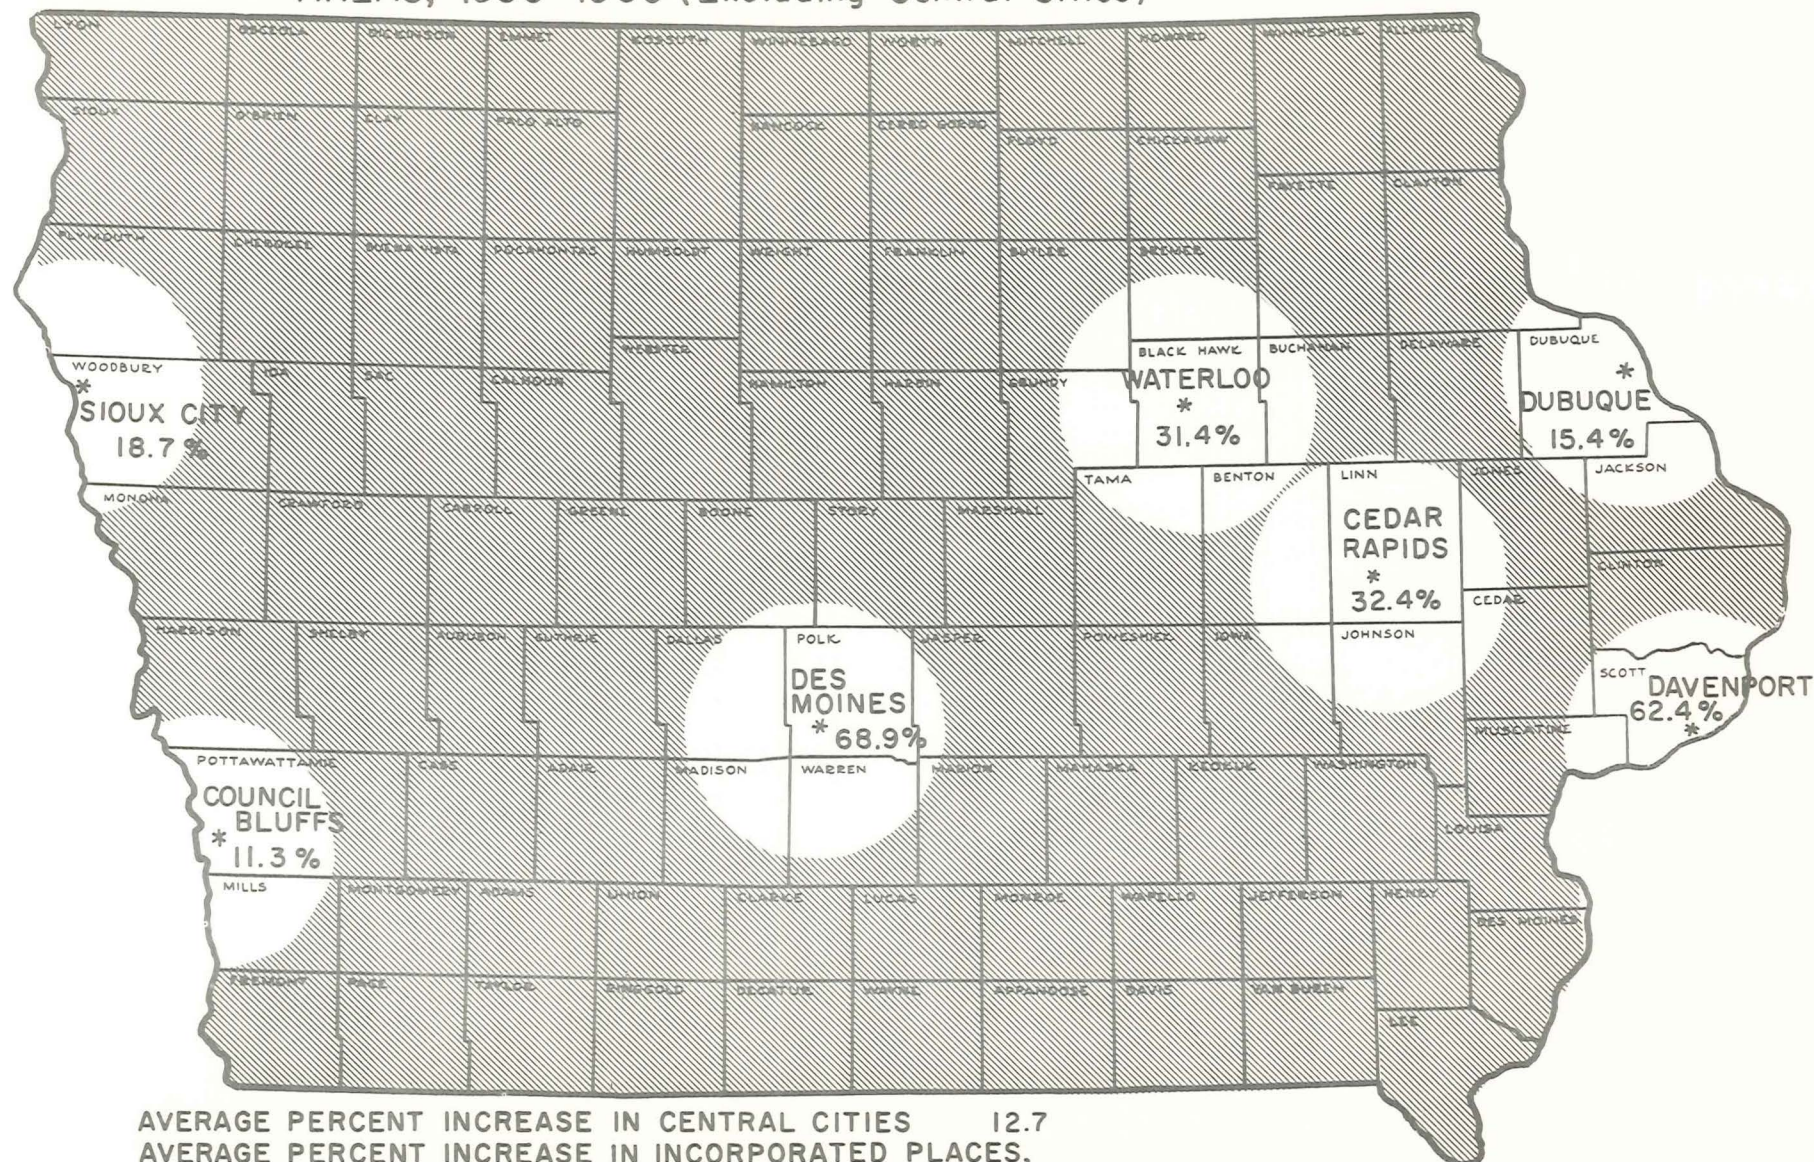 LYON OSCEOLA DICKINSON EMMET KOSSUTH WINNEBAGO WORTH MITCHELL HOWARD WINNESHIEK ALLAMAKEE
SIOUX O'BRIEN CLAY PALO ALTO HANCOCK CERRO GORDO FLOYD CHICKASAW
FAYETTE CLAYTON
PLYMOUTH CHEROKEE BUENA VISTA POCAHONTAS HUMBOLDT WRIGHT FRANKLIN BUTLER BREMER
WOODBURY IDA SAC CALHOUN WEBSTER HAMILTON HARDIN GRUNDY BLACK HAWK BUCHANAN DELAWARE DUBUQUE
*
SIOUX CITY
18.7%
WATERLOO
*
31.4%
*
DUBUQUE
15.4%
MONONA CRAWFORD CARROLL GREENE BOONE STORY MARSHALL TAMA BENTON LINN JONES JACKSON
CEDAR
RAPIDS
*
32.4%
CLINTON
CEDAR
HARRISON SHELBY AUDUBON GUTHRIE DALLAS POLK JASPER POWESHIEK IOWA JOHNSON
DES
MOINES
* 68.9%
SCOTT DAVENPORT
62.4%
*
MUSCATINE
POTTAWATTAMIE CASS ADAIR MADISON WARREN MARION MAHASKA KEOKUK WASHINGTON
COUNCIL
BLUFFS
* 11.3%
LOUISA
MILLS MONTGOMERY ADAMS UNION CLARKE LUCAS MONROE WAPELLO JEFFERSON HENRY
DES MOINES
FREMONT PAGE TAYLOR RINGGOLD DECATUR WAYNE APPANOOSE DAVIS VAN BUREN
LEE
AVERAGE PERCENT INCREASE IN CENTRAL CITIES 12.7
AVERAGE PERCENT INCREASE IN INCORPORATED PLACES,